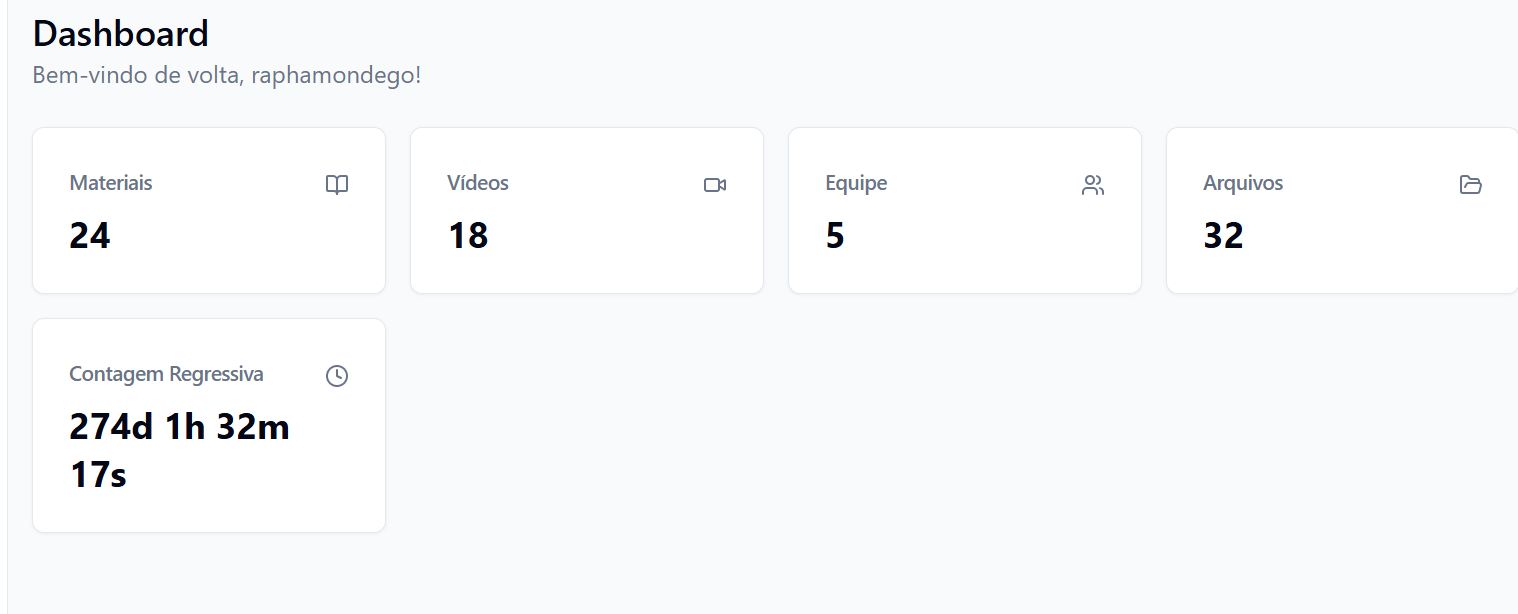 Dashboard
Bem-vindo de volta, raphamondego!
Materiais
24
Vídeos
18
Equipe
5
Arquivos
32
Contagem Regressiva
274d 1h 32m
17s